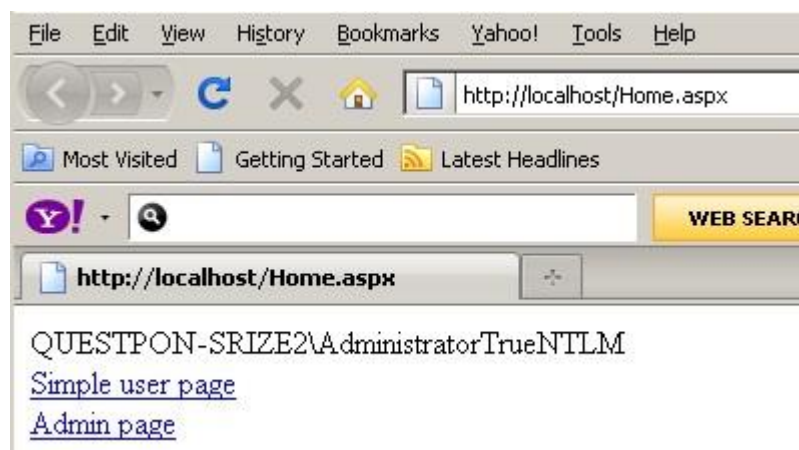 File Edit View History Bookmarks Yahoo! Tools Help
http://localhost/Home.aspx
Most Visited Getting Started Latest Headlines
Y! WEB SEAR
http://localhost/Home.aspx
QUESTPON-SRIZE2\AdministratorTrueNTLM
Simple user page
Admin page